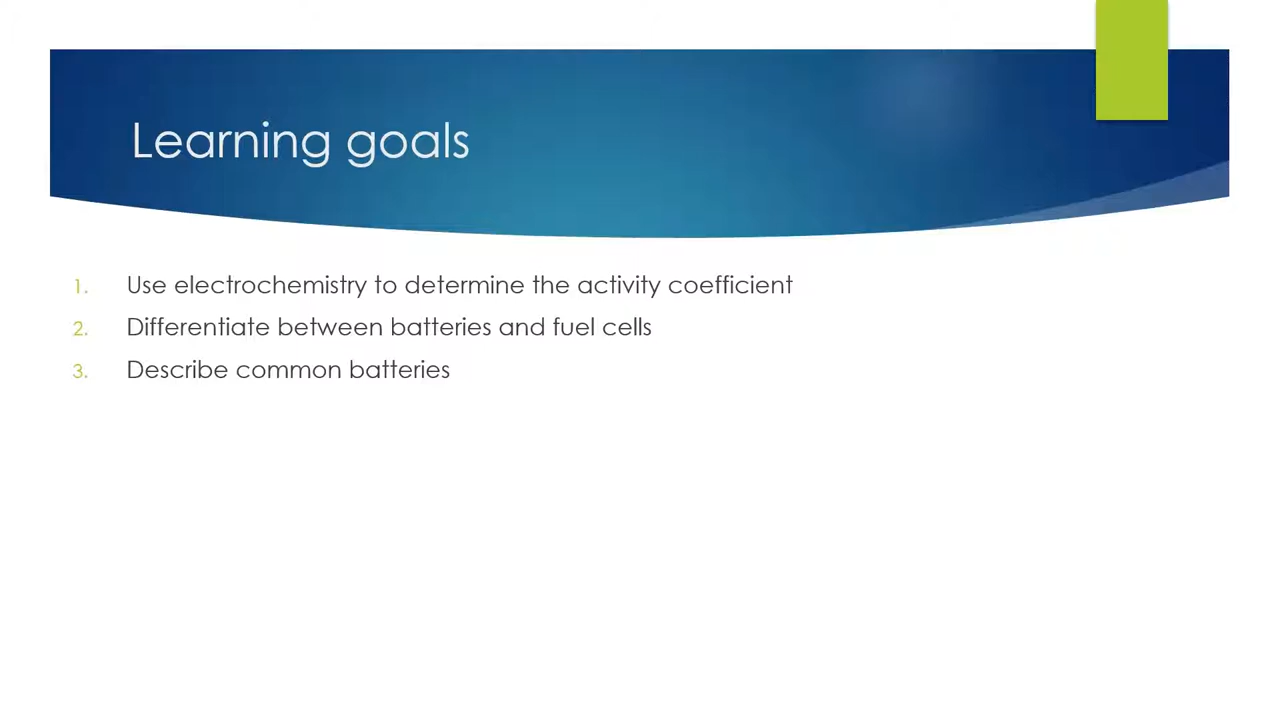 Learning goals
1. Use electrochemistry to determine the activity coefficient
2. Differentiate between batteries and fuel cells
3. Describe common batteries